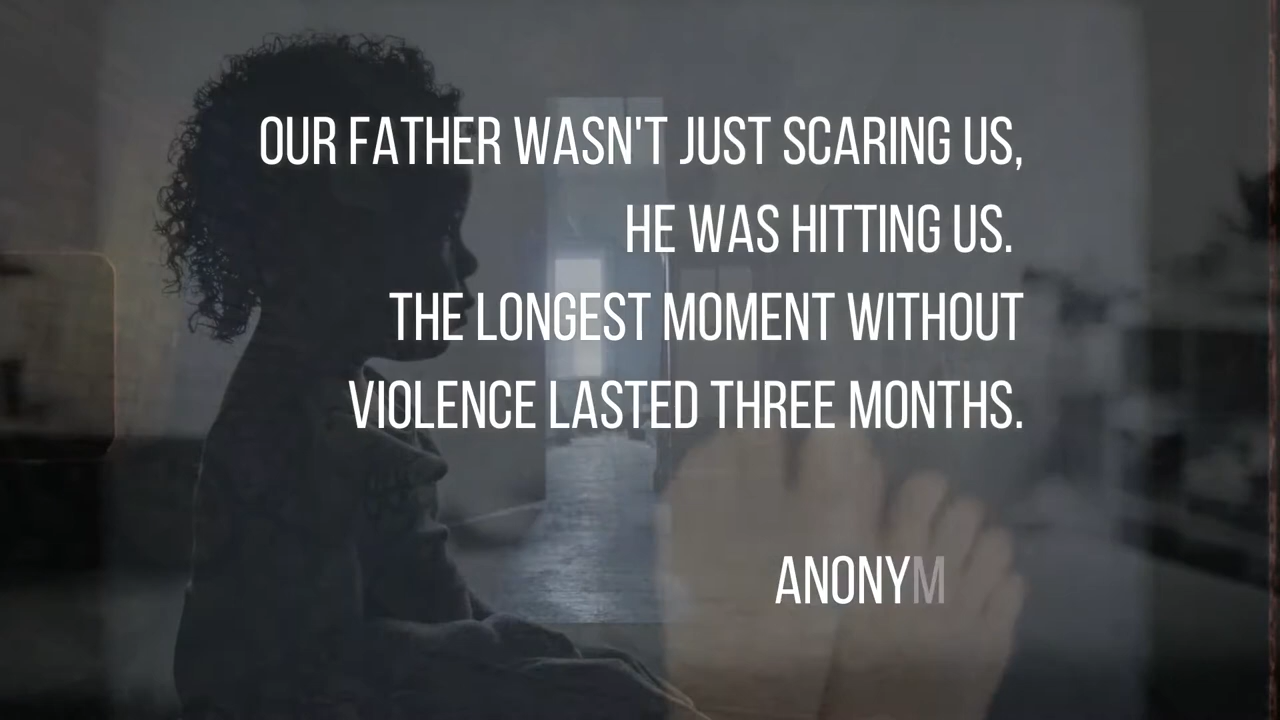 OUR FATHER WASN'T JUST SCARING US,
HE WAS HITTING US.
THE LONGEST MOMENT WITHOUT
VIOLENCE LASTED THREE MONTHS.
ANONYM